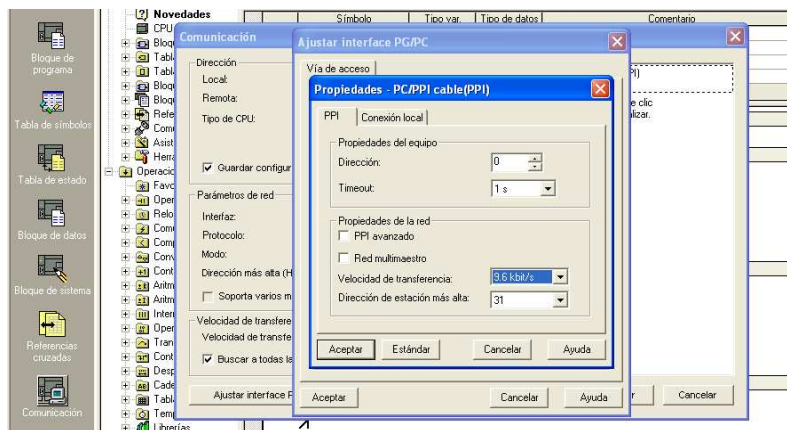 Novedades
CPU
Símbolo
Tipo var.
Tipo de datos
Comentario
Bloque de
programa
Tabla de símbolos
Tabla de estado
Bloque de datos
Bloque de sistema
Referencias
cruzadas
Comunicación
Comunicación
Dirección
Local:
Remota:
Tipo de CPU:
Guardar configur
Parámetros de red
Interfaz:
Protocolo:
Modo:
Dirección más alta (H
Soporta varios m
Velocidad de transfere
Velocidad de transfe
Buscar a todas la
Ajustar interface P
Cancelar
Ajustar interface PG/PC
Vía de acceso
Aceptar
Cancelar
Ayuda
Propiedades - PC/PPI cable(PPI)
PPI
Conexión local
Propiedades del equipo
Dirección:
0
Timeout:
1 s
Propiedades de la red
PPI avanzado
Red multimaestro
Velocidad de transferencia:
9.6 kbit/s
Dirección de estación más alta:
31
Aceptar
Estándar
Cancelar
Ayuda
Librerías